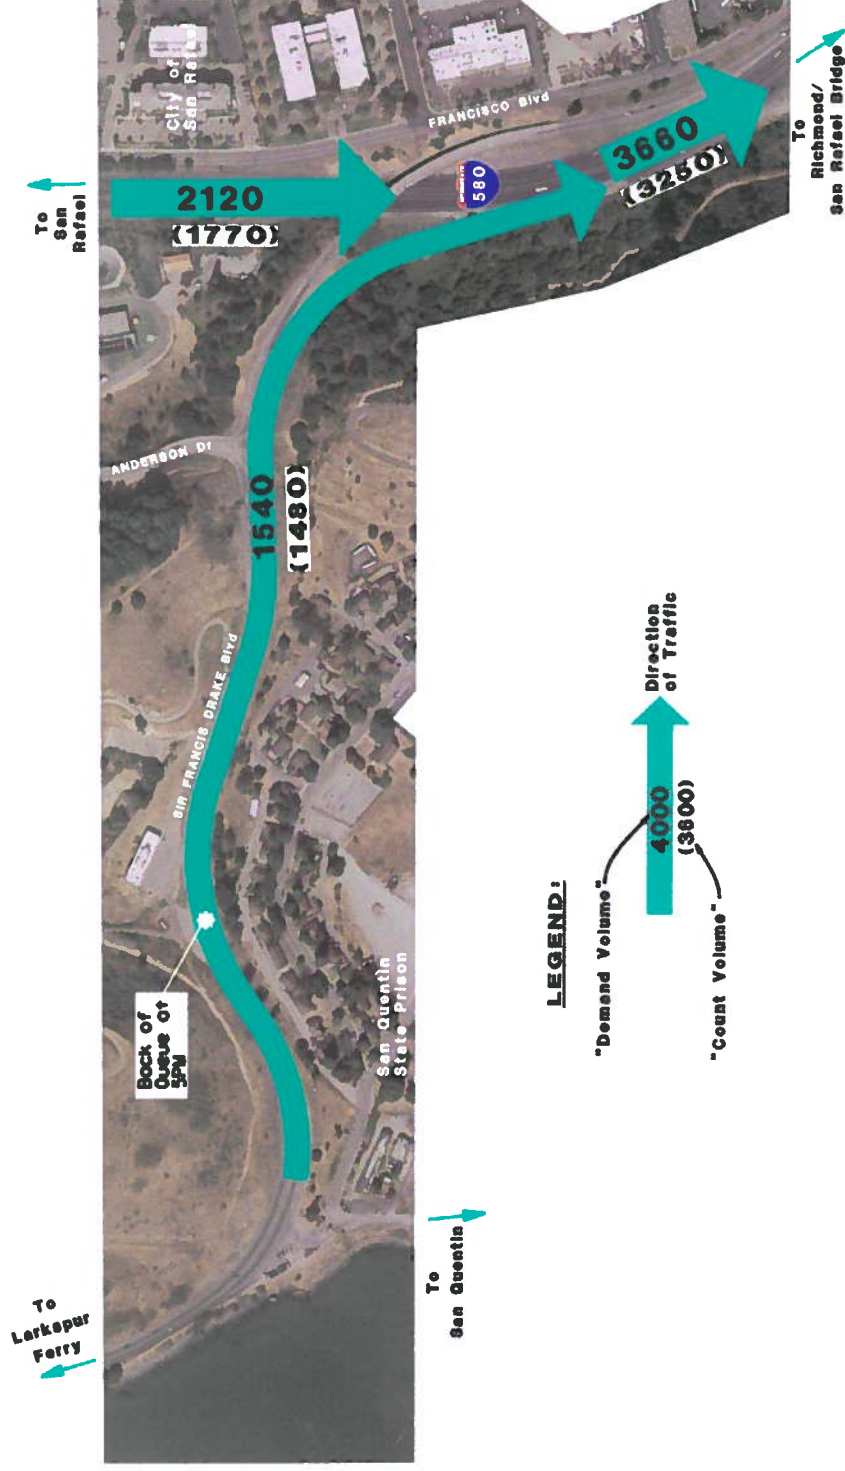 To
San
Rafael
City of
San Rafael
FRANCISCO Blvd
2120
(1770)
580
3660
(3250)
To
Richmond/
San Rafael Bridge
ANDERSON Dr
1540
(1480)
SIR FRANCIS DRAKE Blvd
Back of
Queue at
5PM
San Quentin
State Prison
To
Larkspur
Ferry
To
San Quentin
LEGEND:
"Demand Volume"
4000
(3600)
"Count Volume"
Direction
of Traffic